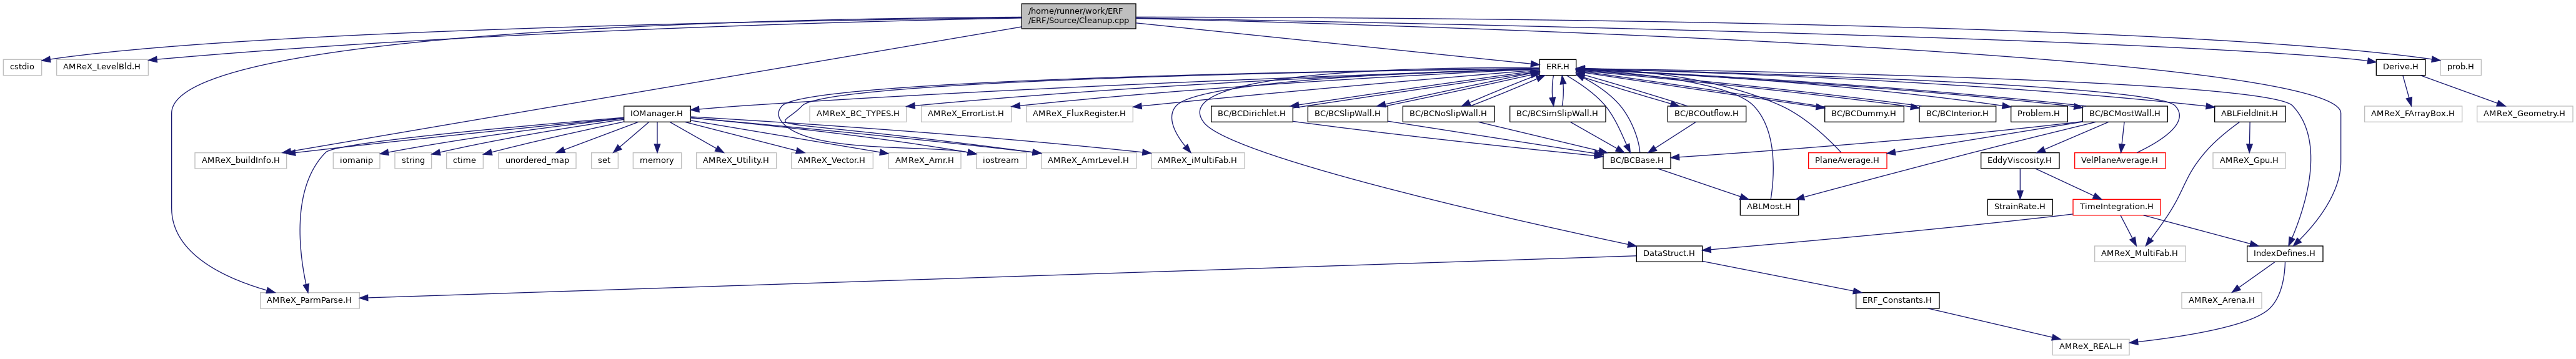 /home/runner/work/ERF
/ERF/Source/Cleanup.cpp
cstdio
AMReX_LevelBld.H
ERF.H
Derive.H
prob.H
IOManager.H
AMReX_BC_TYPES.H
AMReX_ErrorList.H
AMReX_FluxRegister.H
BC/BCDirichlet.H
BC/BCSlipWall.H
BC/BCNoSlipWall.H
BC/BCSimSlipWall.H
BC/BCOutflow.H
BC/BCDummy.H
BC/BCInterior.H
Problem.H
BC/BCMostWall.H
ABLFieldInit.H
AMReX_FArrayBox.H
AMReX_Geometry.H
AMReX_buildInfo.H
iomanip
string
ctime
unordered_map
set
memory
AMReX_Utility.H
AMReX_Vector.H
AMReX_Amr.H
iostream
AMReX_AmrLevel.H
AMReX_iMultiFab.H
BC/BCBase.H
PlaneAverage.H
EddyViscosity.H
VelPlaneAverage.H
AMReX_Gpu.H
ABLMost.H
StrainRate.H
TimeIntegration.H
DataStruct.H
AMReX_MultiFab.H
IndexDefines.H
AMReX_ParmParse.H
ERF_Constants.H
AMReX_Arena.H
AMReX_REAL.H